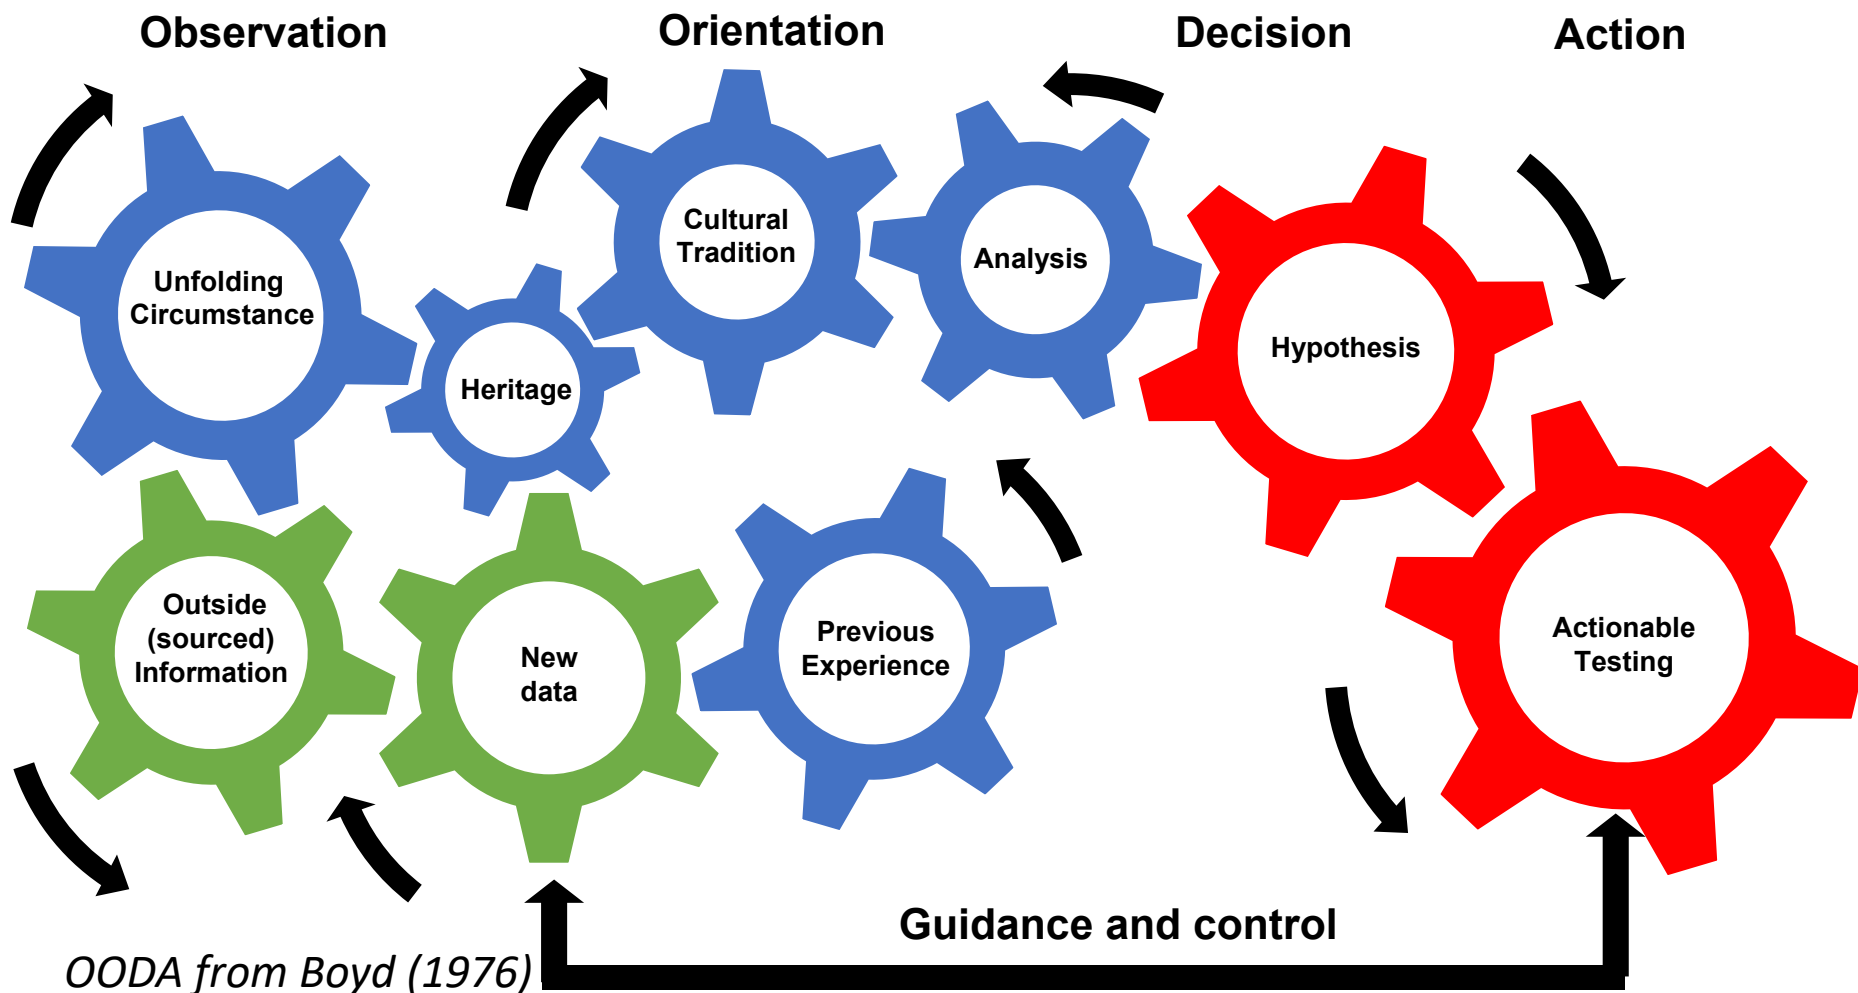 Observation
Orientation
Decision
Action
Unfolding
Circumstance
Heritage
Cultural
Tradition
Analysis
Hypothesis
Outside
(sourced)
Information
New
data
Previous
Experience
Actionable
Testing
Guidance and control
OODA from Boyd (1976)